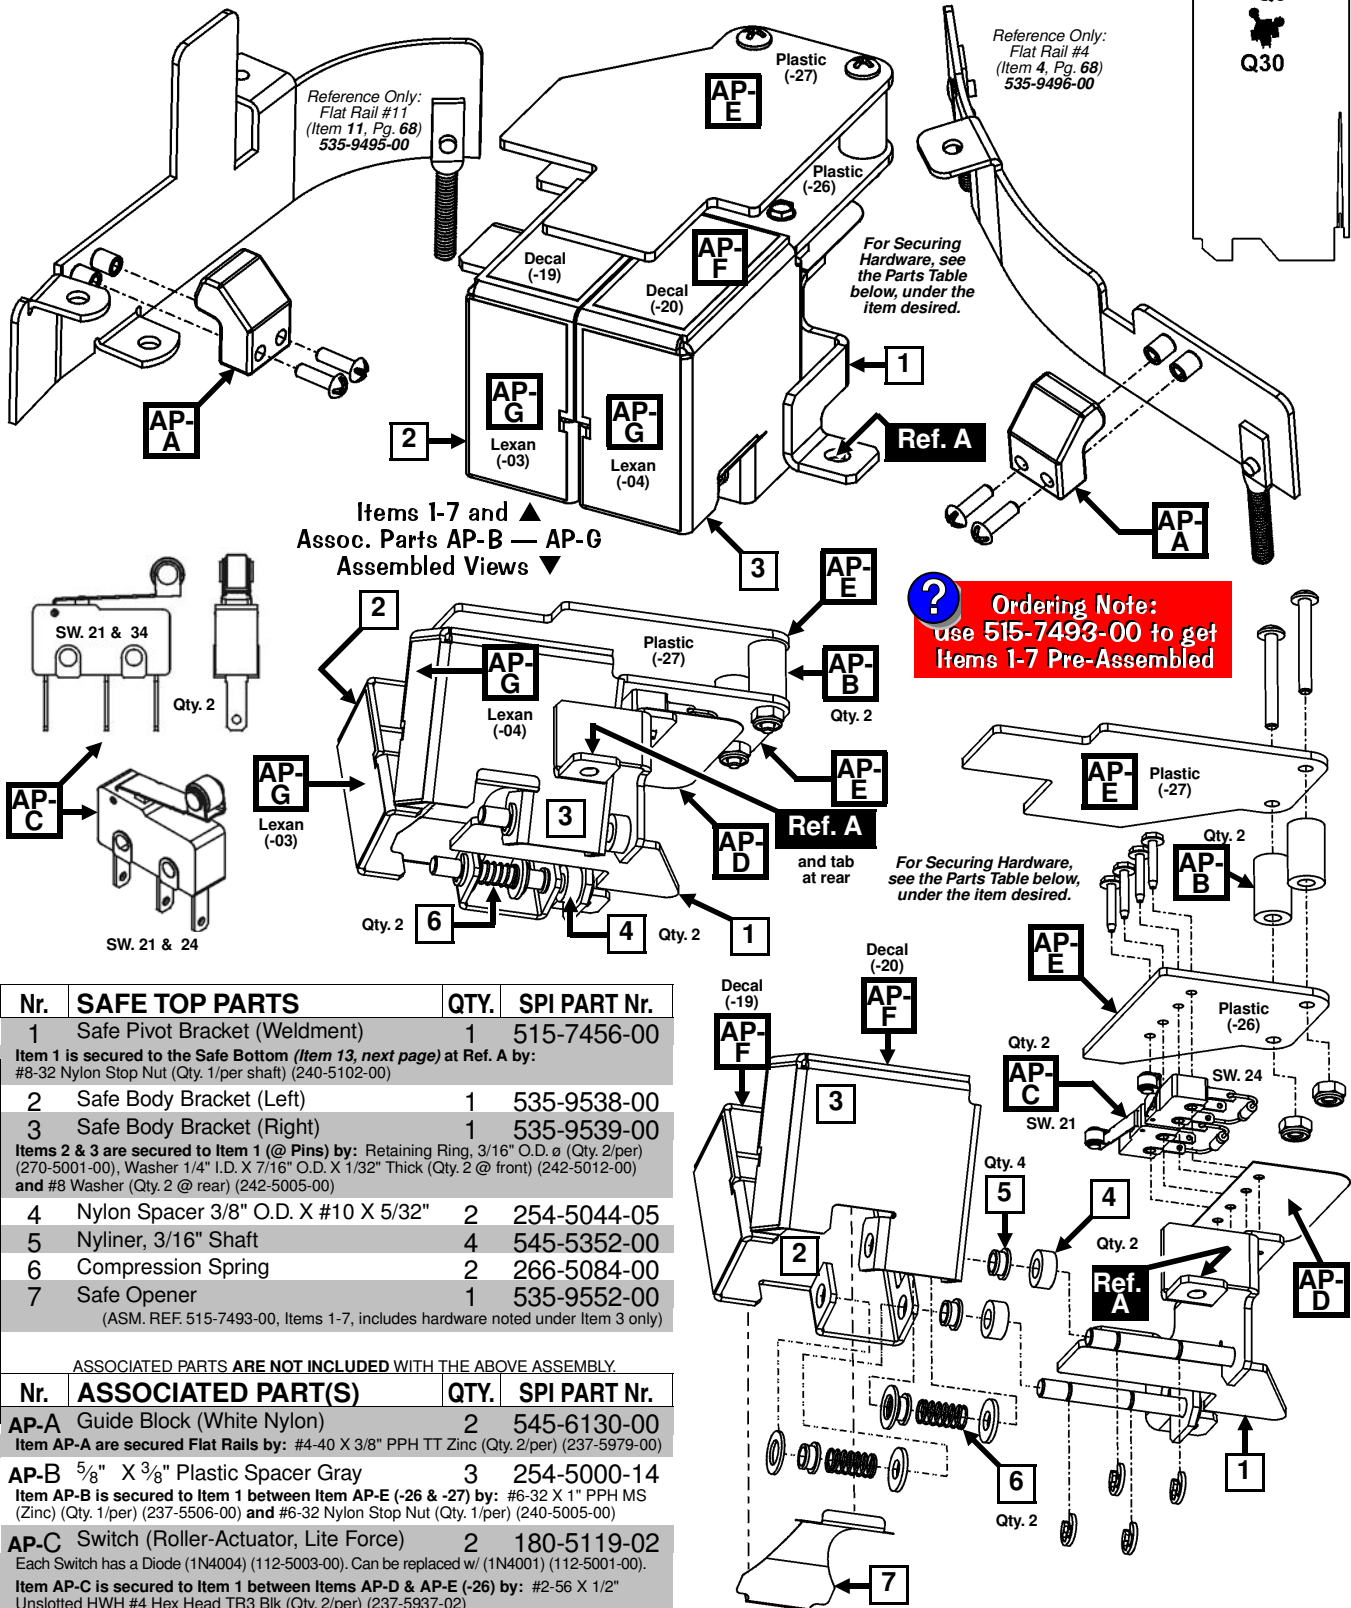 Reference Only:
Flat Rail #11
(Item 11, Pg. 68)
535-9495-00
Plastic
(-27)
AP-
E
Plastic
(-26)
Reference Only:
Flat Rail #4
(Item 4, Pg. 68)
535-9496-00
Q30
AP-
F
Decal
(-19)
Decal
(-20)
For Securing
Hardware, see
the Parts Table
below, under the
item desired.
1
AP-
A
2
AP-
G
Lexan
(-03)
AP-
G
Lexan
(-04)
Ref. A
3
AP-
A
Items 1-7 and ▲
Assoc. Parts AP-B — AP-G
Assembled Views ▼
SW. 21 & 34
Qty. 2
AP-
C
SW. 21 & 24
2
AP-
G
Lexan
(-04)
Plastic
(-27)
AP-
E
AP-
B
Qty. 2
AP-
E
AP-
G
Lexan
(-03)
3
AP-
D
Ref. A
and tab
at rear
Qty. 2
6
4
Qty. 2
1
?
Ordering Note:
Use 515-7493-00 to get
Items 1-7 Pre-Assembled
AP-
E
Plastic
(-27)
Qty. 2
AP-
B
For Securing Hardware,
see the Parts Table below,
under the item desired.
AP-
E
Plastic
(-26)
Qty. 2
AP-
C
SW. 24
SW. 21
Decal
(-20)
AP-
F
Decal
(-19)
AP-
F
3
2
Qty. 4
5
4
Qty. 2
Ref.
A
AP-
D
6
Qty. 2
1
7
Nr. SAFE TOP PARTS QTY. SPI PART Nr.
1 Safe Pivot Bracket (Weldment) 1 515-7456-00
Item 1 is secured to the Safe Bottom (Item 13, next page) at Ref. A by:
#8-32 Nylon Stop Nut (Qty. 1/per shaft) (240-5102-00)
2 Safe Body Bracket (Left) 1 535-9538-00
3 Safe Body Bracket (Right) 1 535-9539-00
Items 2 & 3 are secured to Item 1 (@ Pins) by: Retaining Ring, 3/16" O.D. ø (Qty. 2/per)
(270-5001-00), Washer 1/4" I.D. X 7/16" O.D. X 1/32" Thick (Qty. 2 @ front) (242-5012-00)
and #8 Washer (Qty. 2 @ rear) (242-5005-00)
4 Nylon Spacer 3/8" O.D. X #10 X 5/32" 2 254-5044-05
5 Nyliner, 3/16" Shaft 4 545-5352-00
6 Compression Spring 2 266-5084-00
7 Safe Opener 1 535-9552-00
(ASM. REF. 515-7493-00, Items 1-7, includes hardware noted under Item 3 only)
ASSOCIATED PARTS ARE NOT INCLUDED WITH THE ABOVE ASSEMBLY.
Nr. ASSOCIATED PART(S) QTY. SPI PART Nr.
AP-A Guide Block (White Nylon) 2 545-6130-00
Item AP-A are secured Flat Rails by: #4-40 X 3/8" PPH TT Zinc (Qty. 2/per) (237-5979-00)
AP-B 5⁄8" X 3⁄8" Plastic Spacer Gray 3 254-5000-14
Item AP-B is secured to Item 1 between Item AP-E (-26 & -27) by: #6-32 X 1" PPH MS
(Zinc) (Qty. 1/per) (237-5506-00) and #6-32 Nylon Stop Nut (Qty. 1/per) (240-5005-00)
AP-C Switch (Roller-Actuator, Lite Force) 2 180-5119-02
Each Switch has a Diode (1N4004) (112-5003-00). Can be replaced w/ (1N4001) (112-5001-00).
Item AP-C is secured to Item 1 between Items AP-D & AP-E (-26) by: #2-56 X 1/2"
Unslotted HWH #4 Hex Head TR3 Blk (Qty. 2/per) (237-5937-02)